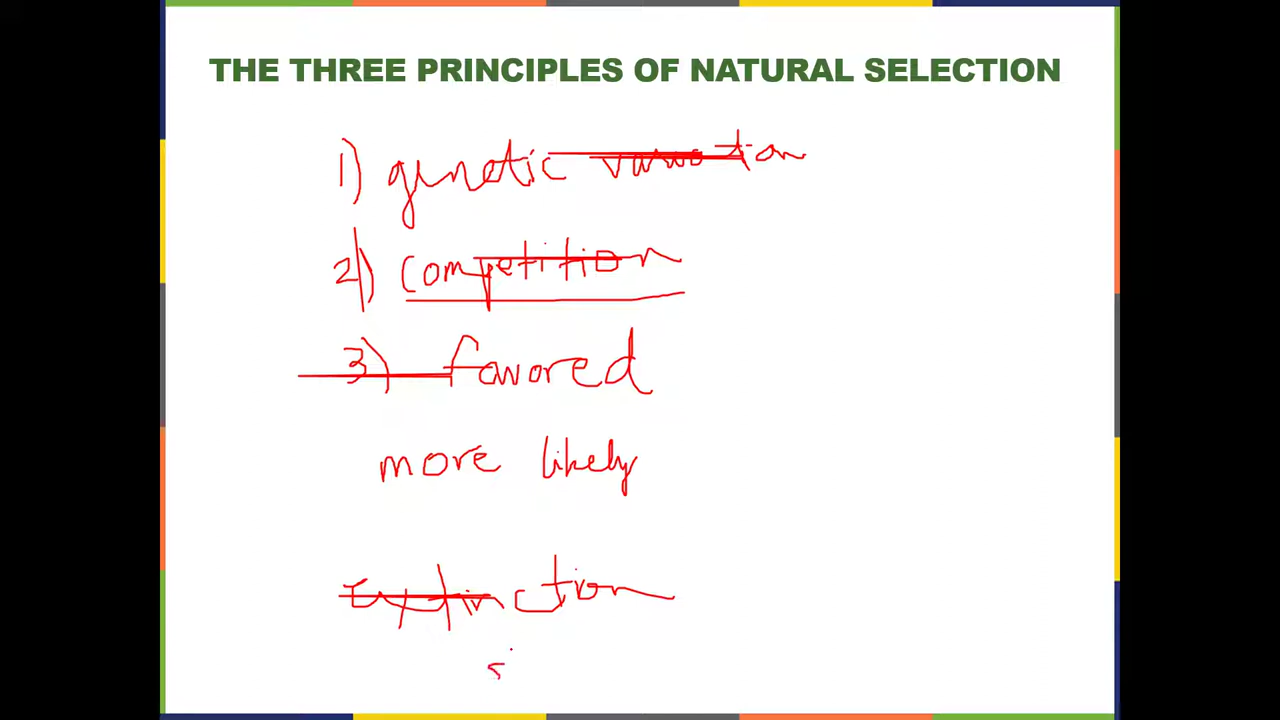 THE THREE PRINCIPLES OF NATURAL SELECTION
1) genetic variation
2) competition
3) favored
more likely
extinction